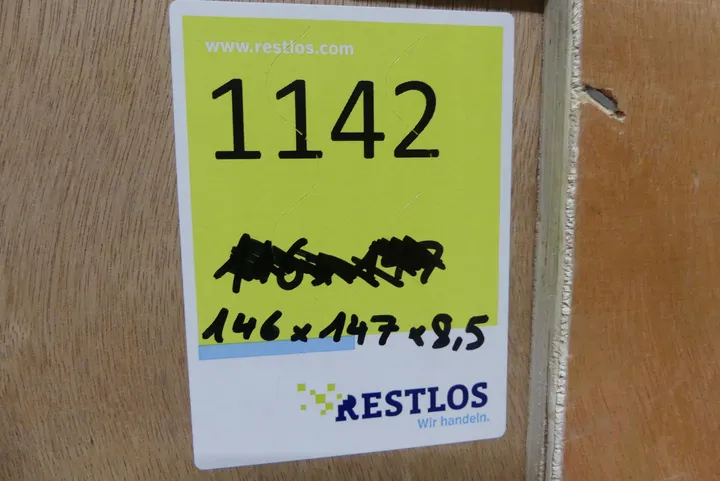 www.restlos.com
1142
146 x 147 x 8,5
RESTLOS
Wir handeln.